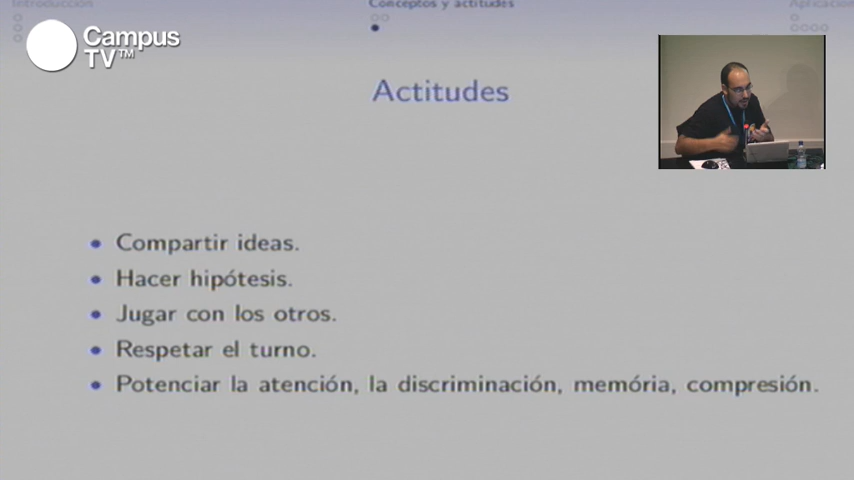 Introducción
Conceptos y actitudes
Campus
TV™
Actitudes
Compartir ideas.
Hacer hipótesis.
Jugar con los otros.
Respetar el turno.
Potenciar la atención, la discriminación, memória, compresión.